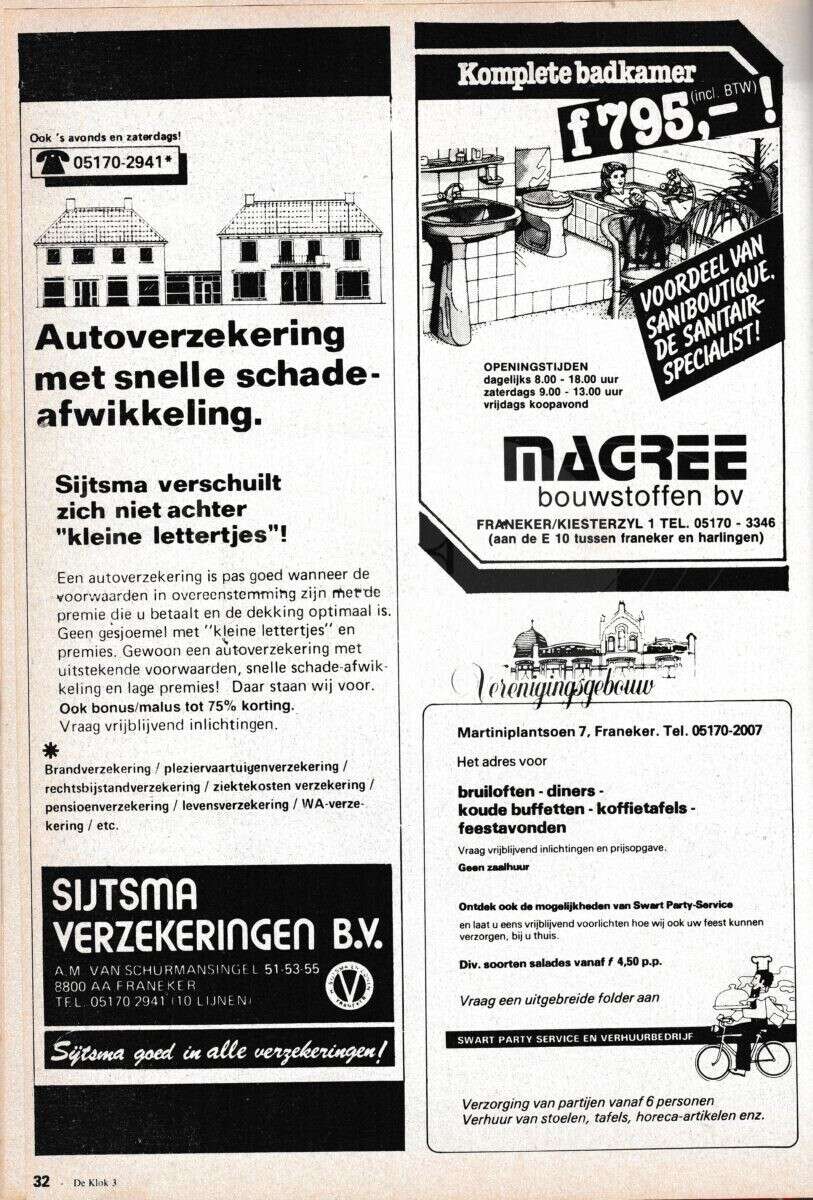 Ook 's avonds en zaterdags!
05170-2941*
Autoverzekering
met snelle schade-
afwikkeling.
Sijtsma verschuilt
zich niet achter
"kleine lettertjes"!
Een autoverzekering is pas goed wanneer de
voorwaarden in overeenstemming zijn met de
premie die u betaalt en de dekking optimaal is.
Geen gesjoemel met "kleine lettertjes" en
premies. Gewoon een autoverzekering met
uitstekende voorwaarden, snelle schade-afwik-
keling en lage premies! Daar staan wij voor.
Ook bonus/malus tot 75% korting.
Vraag vrijblijvend inlichtingen.
*
Brandverzekering / pleziervaartuigenverzekering /
rechtsbijstandverzekering / ziektekosten verzekering /
pensioenverzekering / levensverzekering / WA-verze-
kering / etc.
SIJTSMA
VERZEKERINGEN B.V.
A.M. VAN SCHURMANSINGEL 51-53-55
8800 AA FRANEKER
TEL. 05170 2941 (10 LIJNEN)
V
FRANEKER
Sijtsma goed in alle verzekeringen!
Komplete badkamer
f 795,- (incl. BTW) !
VOORDEEL VAN
SANIBOUTIQUE,
DE SANITAIR-
SPECIALIST!
OPENINGSTIJDEN
dagelijks 8.00 - 18.00 uur
zaterdags 9.00 - 13.00 uur
vrijdags koopavond
MAGREE
bouwstoffen bv
FRANEKER/KIESTERZYL 1 TEL. 05170 - 3346
(aan de E 10 tussen franeker en harlingen)
Verenigingsgebouw
Martiniplantsoen 7, Franeker. Tel. 05170-2007
Het adres voor
bruiloften - diners -
koude buffetten - koffietafels -
feestavonden
Vraag vrijblijvend inlichtingen en prijsopgave.
Geen zaalhuur
Ontdek ook de mogelijkheden van Swart Party-Service
en laat u eens vrijblijvend voorlichten hoe wij ook uw feest kunnen
verzorgen, bij u thuis.
Div. soorten salades vanaf f 4,50 p.p.
Vraag een uitgebreide folder aan
SWART PARTY SERVICE EN VERHUURBEDRIJF
Verzorging van partijen vanaf 6 personen
Verhuur van stoelen, tafels, horeca-artikelen enz.
32 - De Klok 3